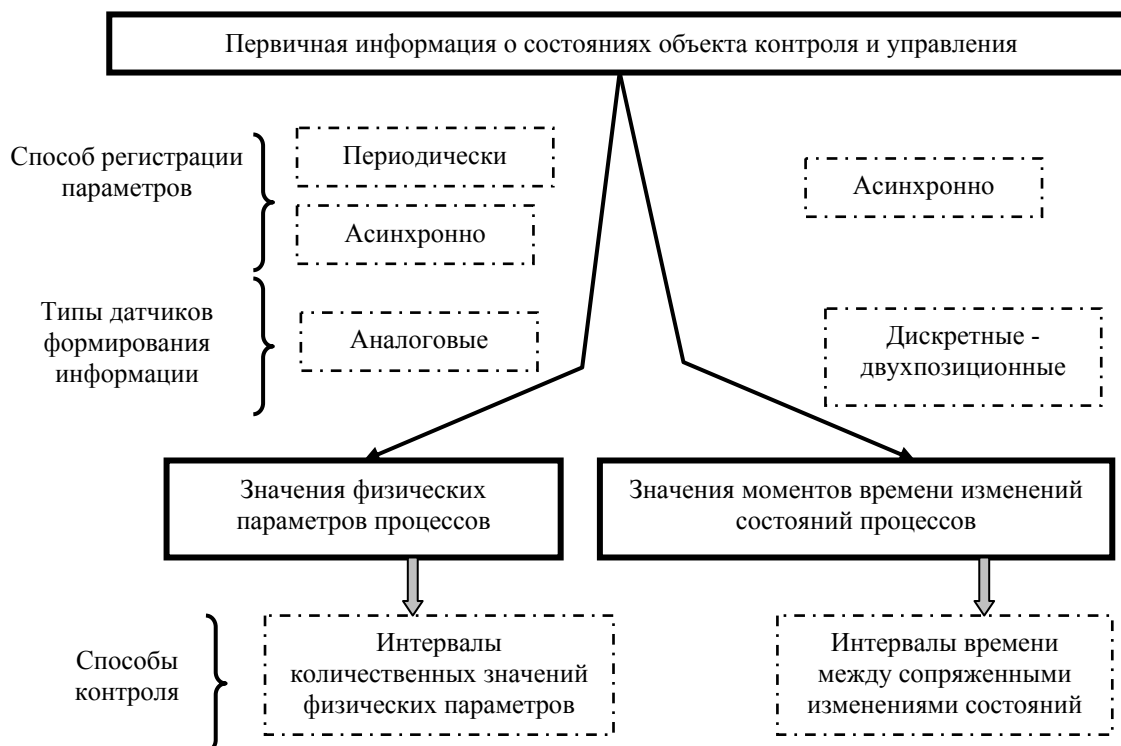 Первичная информация о состояниях объекта контроля и управления
Способ регистрации
параметров
Периодически
Асинхронно
Асинхронно
Типы датчиков
формирования
информации
Аналоговые
Дискретные -
двухпозиционные
Значения физических
параметров процессов
Значения моментов времени изменений
состояний процессов
Способы
контроля
Интервалы
количественных значений
физических параметров
Интервалы времени
между сопряженными
изменениями состояний